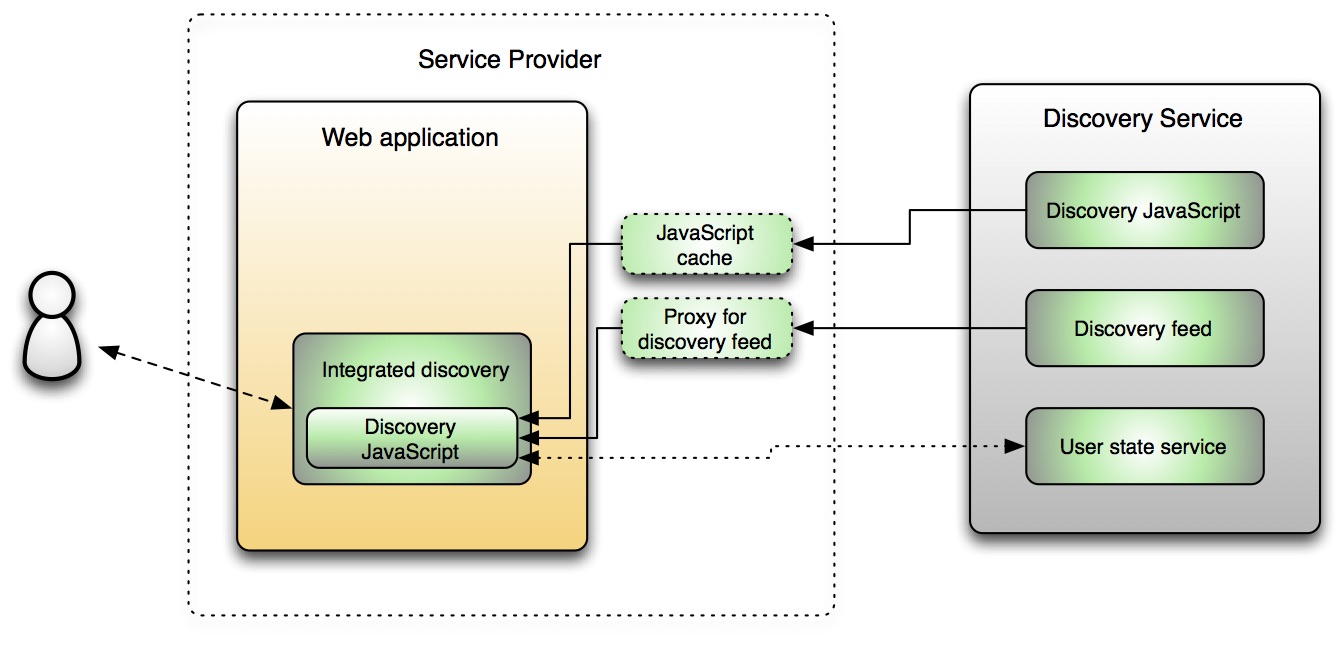 Service Provider
Web application
Integrated discovery
Discovery
JavaScript
JavaScript
cache
Proxy for
discovery feed
Discovery Service
Discovery JavaScript
Discovery feed
User state service